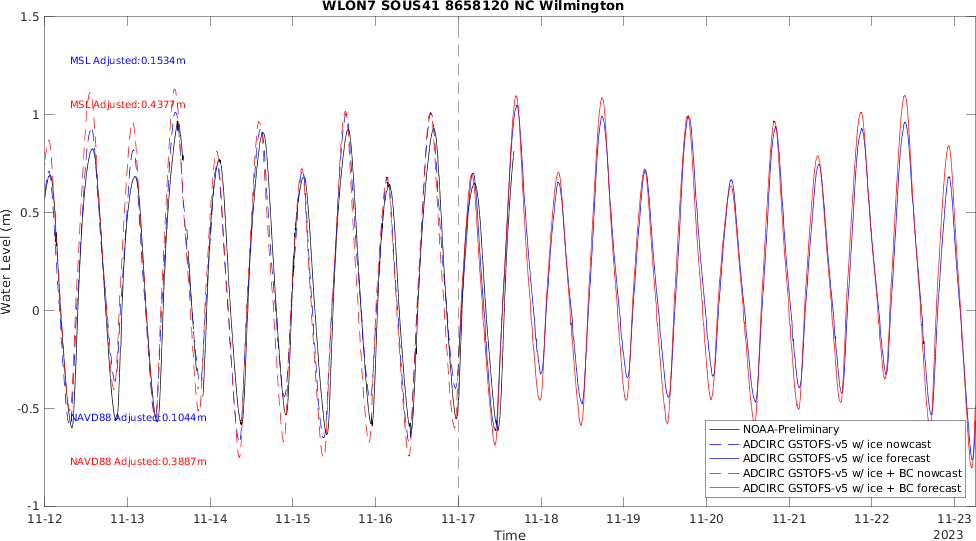 WLON7 SOUS41 8658120 NC Wilmington
1.5
1
0.5
0
-0.5
-1
Water Level (m)
MSL Adjusted:0.1534m
MSL Adjusted:0.4377m
NAVD88 Adjusted:0.1044m
NAVD88 Adjusted:0.3887m
NOAA-Preliminary
ADCIRC GSTOFS-v5 w/ ice nowcast
ADCIRC GSTOFS-v5 w/ ice forecast
ADCIRC GSTOFS-v5 w/ ice + BC nowcast
ADCIRC GSTOFS-v5 w/ ice + BC forecast
11-12 11-13 11-14 11-15 11-16 11-17 11-18 11-19 11-20 11-21 11-22 11-23
Time
2023